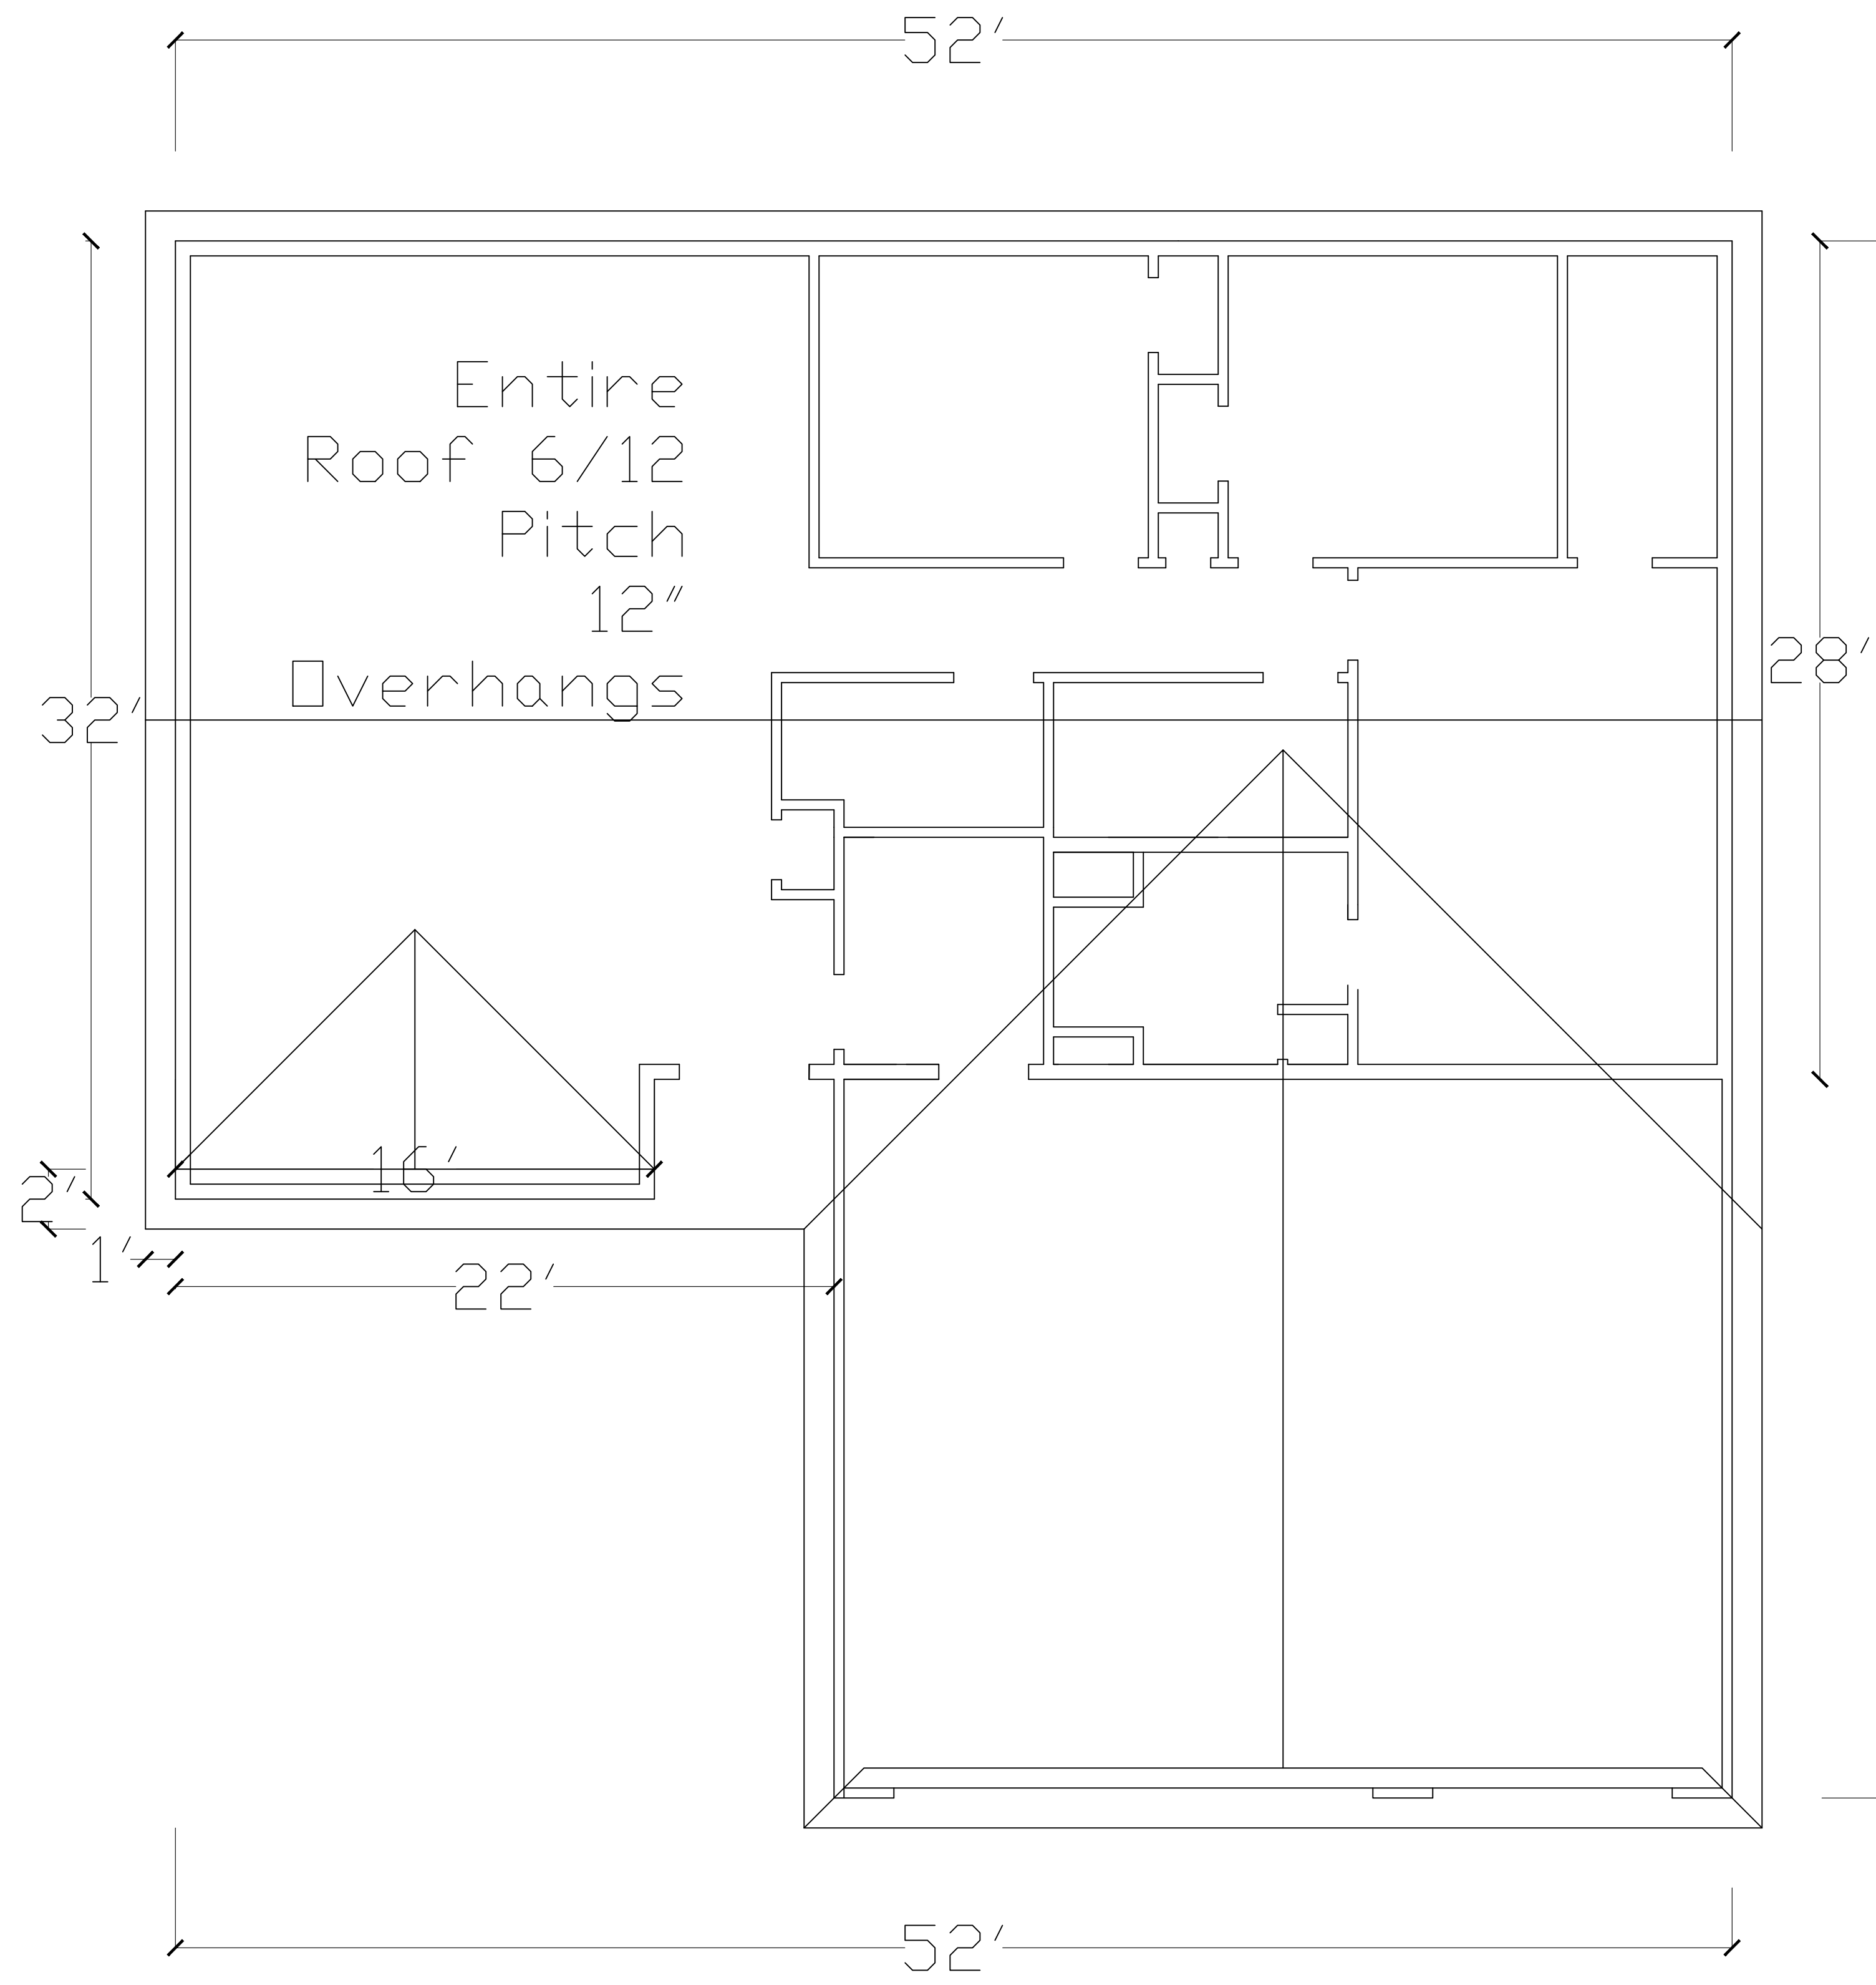 52'
Entire
Roof 6/12
Pitch
12"
Overhangs
32'
28'
16'
2'
1'
22'
52'